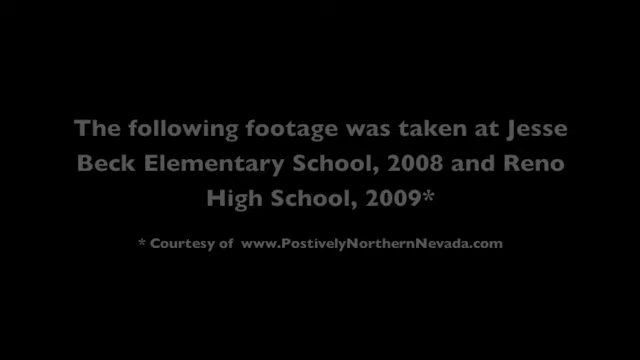 The following footage was taken at Jesse
Beck Elementary School, 2008 and Reno
High School, 2009*
* Courtesy of www.PostivelyNorthernNevada.com